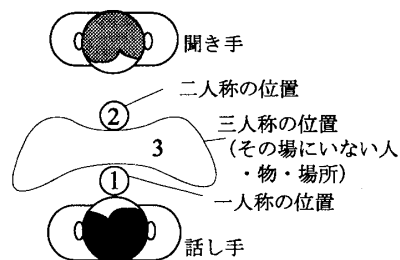 聞き手
二人称の位置
2
三人称の位置
3
(その場にいない人
・物・場所)
1
一人称の位置
話し手